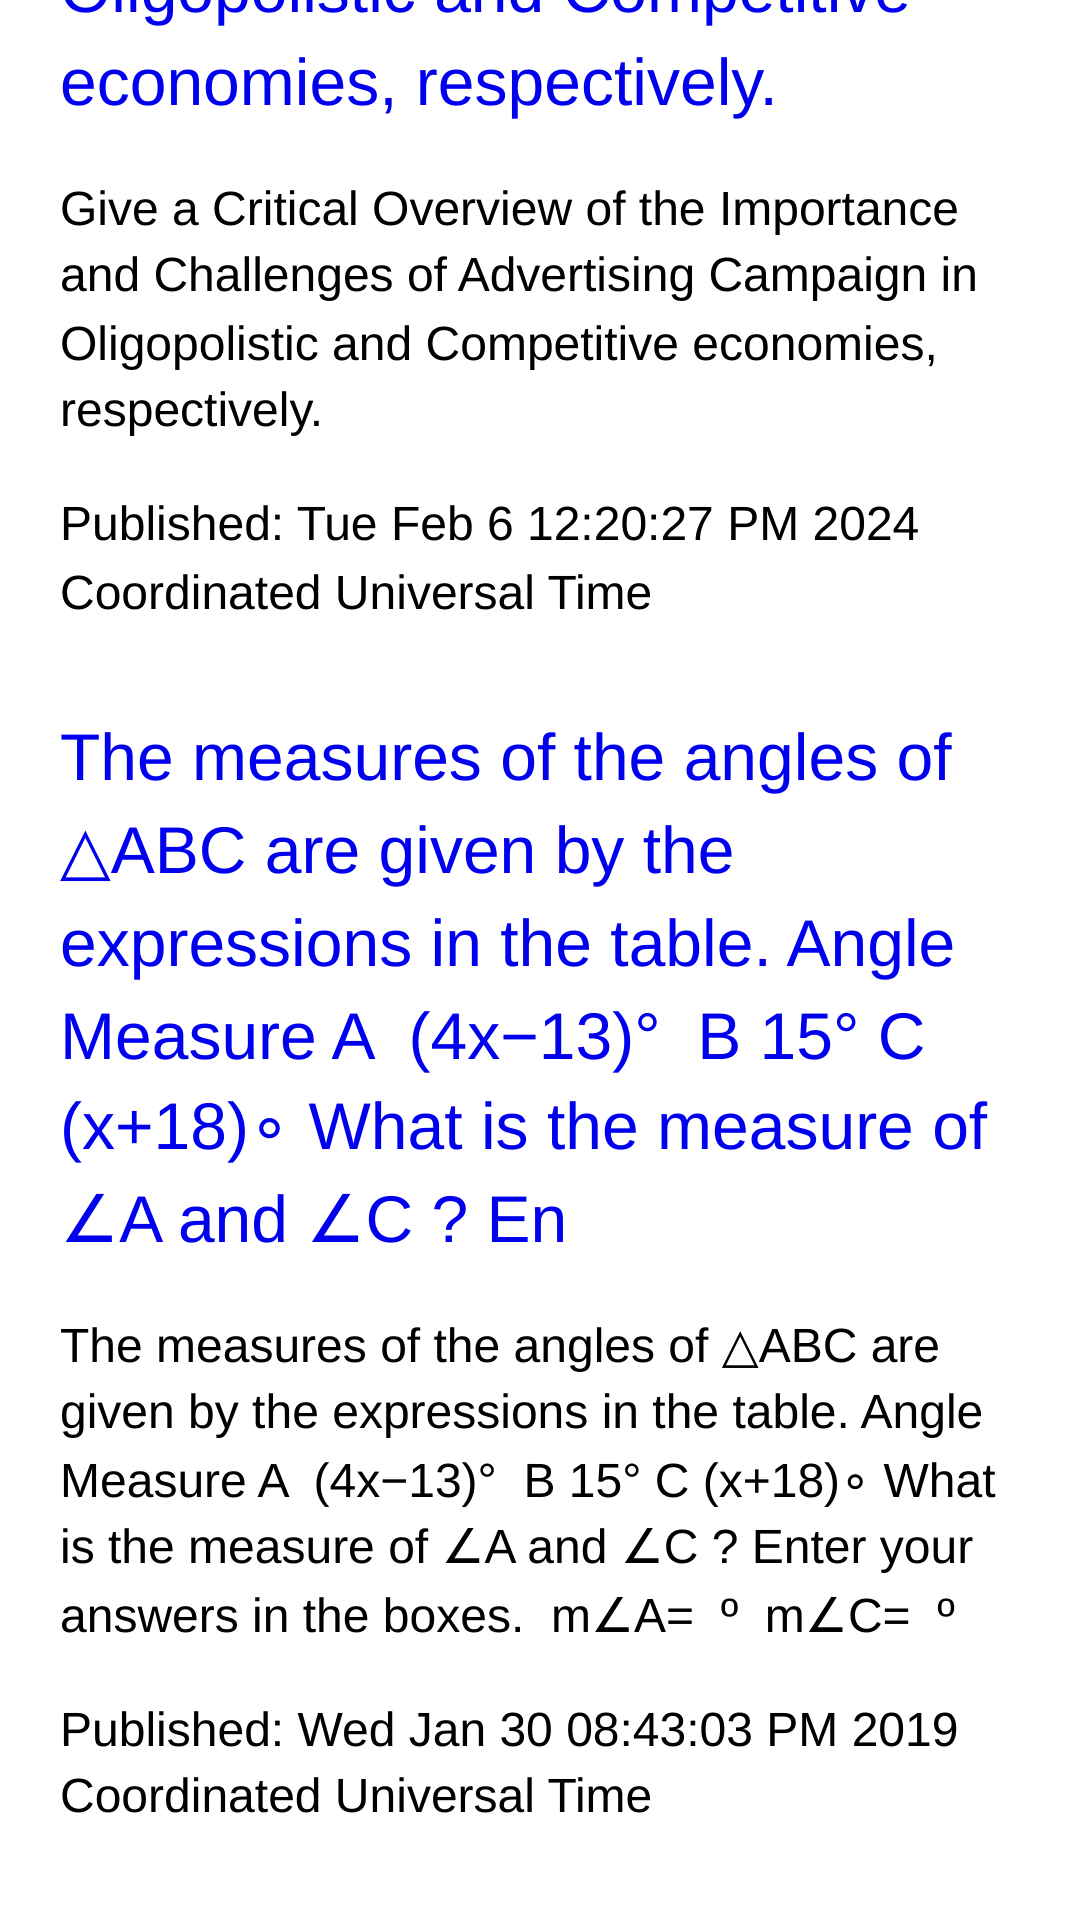 Oligopolistic and Competitive
economies, respectively.
Give a Critical Overview of the Importance
and Challenges of Advertising Campaign in
Oligopolistic and Competitive economies,
respectively.
Published: Tue Feb 6 12:20:27 PM 2024
Coordinated Universal Time
The measures of the angles of
△ABC are given by the
expressions in the table. Angle
Measure A  (4x−13)°  B 15° C
(x+18)∘ What is the measure of
∠A and ∠C ? En
The measures of the angles of △ABC are
given by the expressions in the table. Angle
Measure A  (4x−13)°  B 15° C (x+18)∘ What
is the measure of ∠A and ∠C ? Enter your
answers in the boxes.  m∠A=  º  m∠C=  º
Published: Wed Jan 30 08:43:03 PM 2019
Coordinated Universal Time